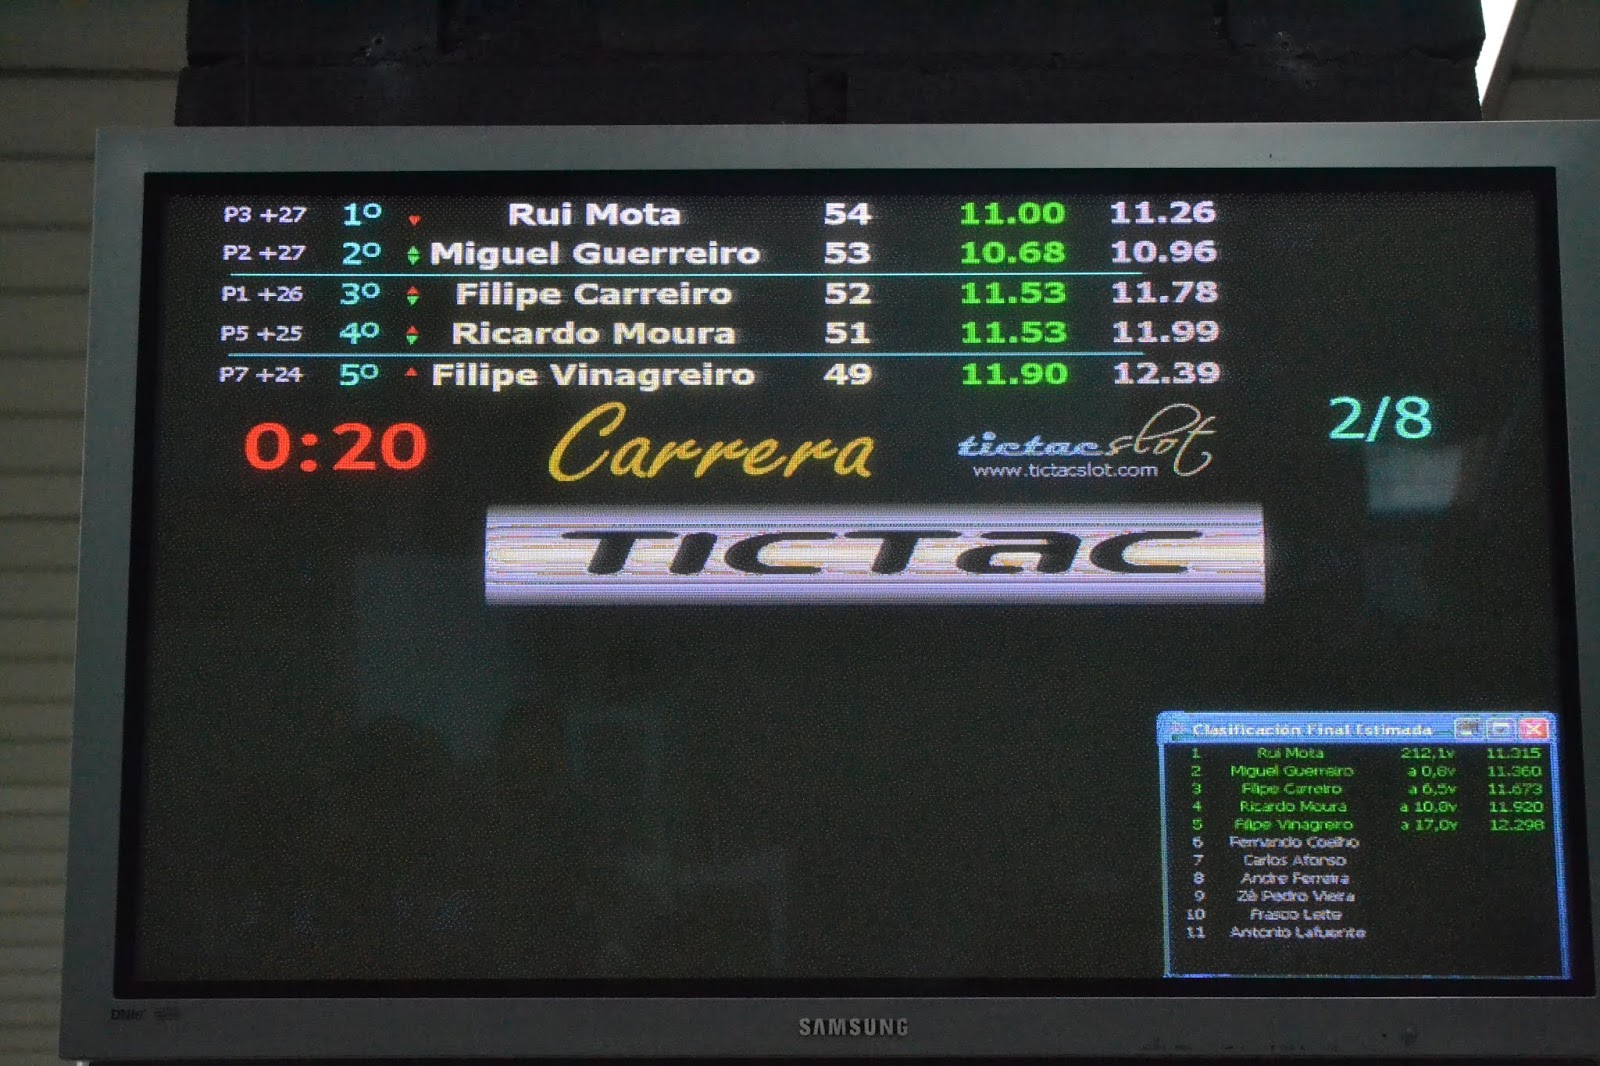 P3 +27 1º Rui Mota 54 11.00 11.26
P2 +27 2º Miguel Guerreiro 53 10.68 10.96
P1 +26 3º Filipe Carreiro 52 11.53 11.78
P5 +25 4º Ricardo Moura 51 11.53 11.99
P7 +24 5º Filipe Vinagreiro 49 11.90 12.39
0:20 Carrera tictacslot 2/8
www.tictacslot.com
TICTAC
Clasificación Final Estimada
1 Rui Mota 212,1v 11.315
2 Miguel Guerreiro a 0,8v 11.360
3 Filipe Carreiro a 6,5v 11.673
4 Ricardo Moura a 10,8v 11.920
5 Filipe Vinagreiro a 17,0v 12.298
6 Fernando Coelho
7 Carlos Afonso
8 Andre Ferreira
9 Zé Pedro Vieira
10 Frasco Leite
11 Antonio Lafuente
SAMSUNG